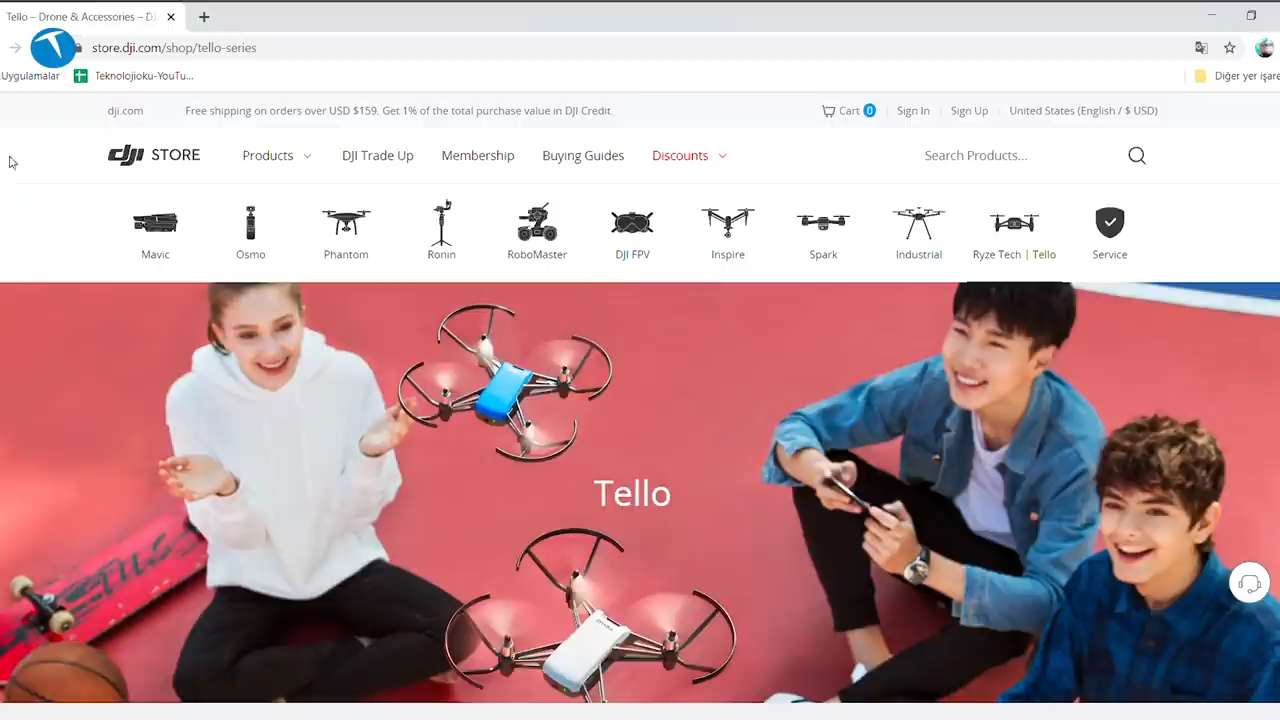 Tello – Drone & Accessories – DJ
store.dji.com/shop/tello-series
Uygulamalar Teknolojioku-YouTu... Diğer yer işare
dji.com Free shipping on orders over USD $159. Get 1% of the total purchase value in DJI Credit. Cart 0 Sign In Sign Up United States (English / $ USD)
dji STORE Products DJI Trade Up Membership Buying Guides Discounts Search Products...
Mavic Osmo Phantom Ronin RoboMaster DJI FPV Inspire Spark Industrial Ryze Tech | Tello Service
Tello